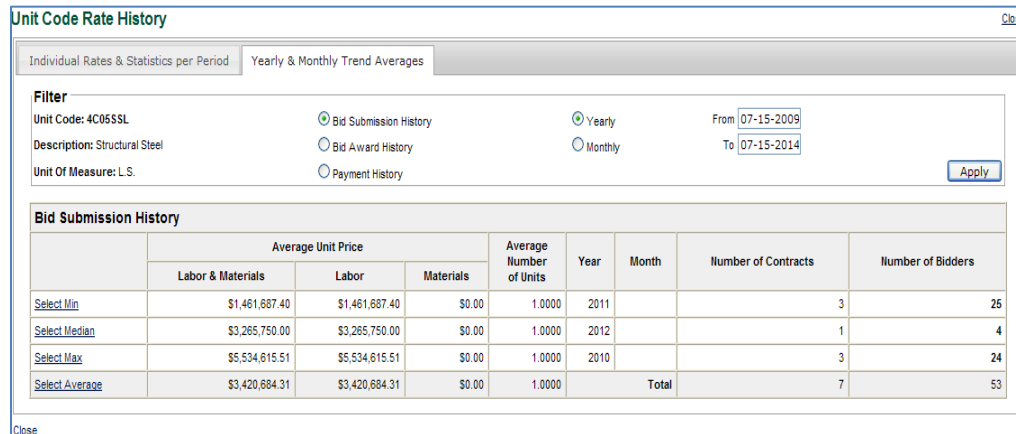 Unit Code Rate History
Individual Rates & Statistics per Period Yearly & Monthly Trend Averages
Filter
Unit Code: 4C05SSL Bid Submission History Yearly From 07-15-2009
Description: Structural Steel Bid Award History Monthly To 07-15-2014
Unit Of Measure: L.S. Payment History Apply
Bid Submission History
Average Unit Price Average Number of Units Year Month Number of Contracts Number of Bidders
Labor & Materials Labor Materials
Select Min $1,461,687.40 $1,461,687.40 $0.00 1.0000 2011 3 25
Select Median $3,265,750.00 $3,265,750.00 $0.00 1.0000 2012 1 4
Select Max $5,534,615.51 $5,534,615.51 $0.00 1.0000 2010 3 24
Select Average $3,420,684.31 $3,420,684.31 $0.00 1.0000 Total 7 53
Close